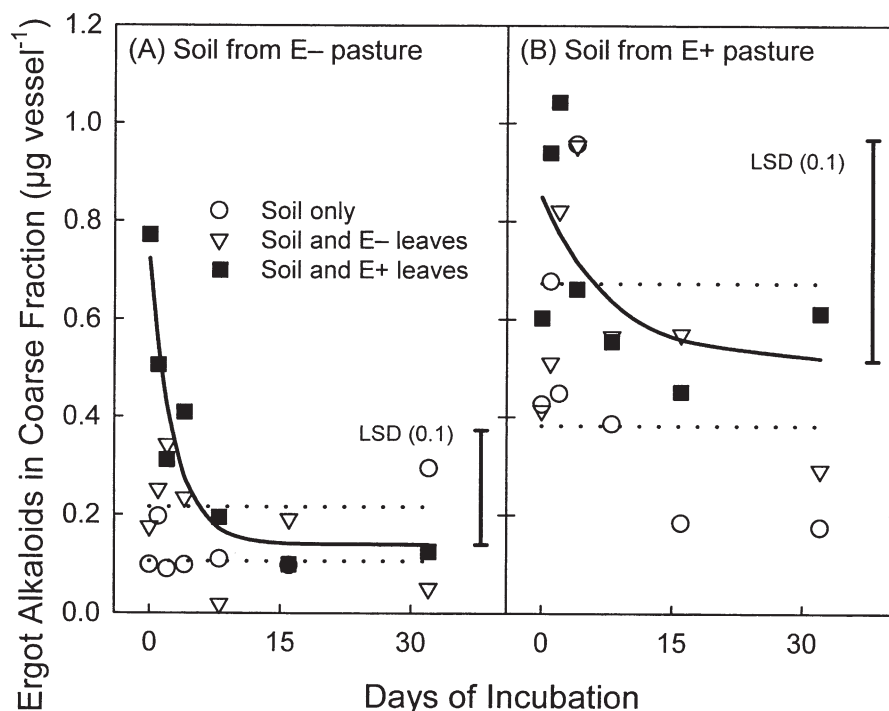 Ergot Alkaloids in Coarse Fraction (µg vessel⁻¹)
1.2
1.0
0.8
0.6
0.4
0.2
0.0
(A) Soil from E– pasture
Soil only
Soil and E– leaves
Soil and E+ leaves
LSD (0.1)
(B) Soil from E+ pasture
LSD (0.1)
0 15 30
0 15 30
Days of Incubation